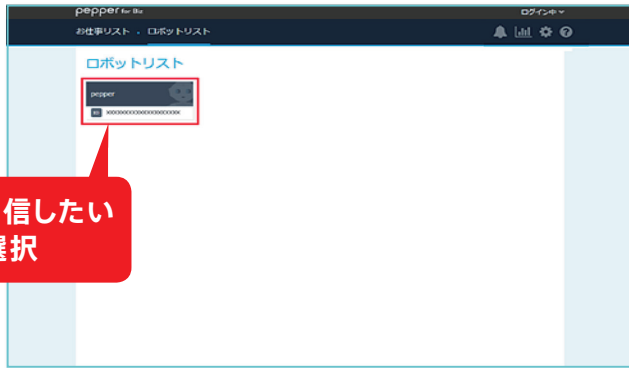 pepper for Biz
ログイン中
お仕事リスト ・ ロボットリスト
ロボットリスト
pepper
信したい
選択